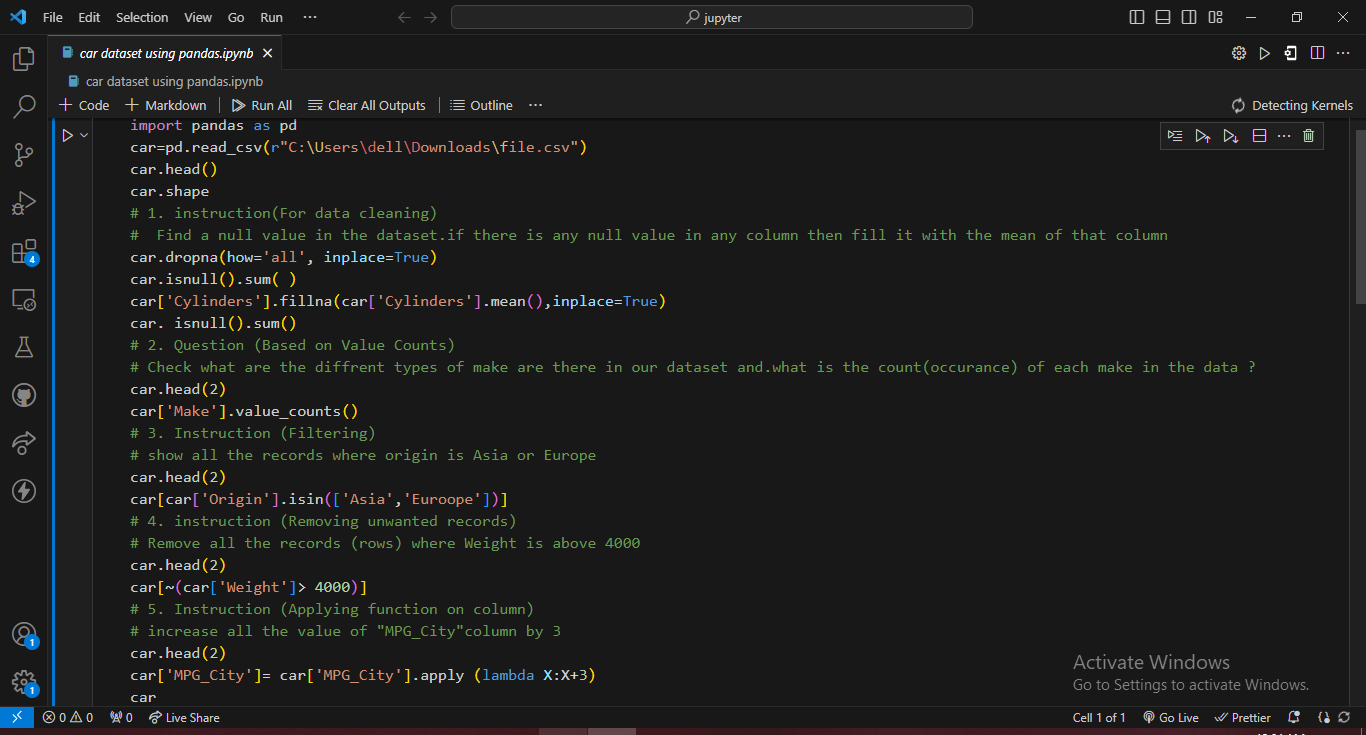 File Edit Selection View Go Run ···
jupyter
car dataset using pandas.ipynb
car dataset using pandas.ipynb
+ Code + Markdown Run All Clear All Outputs Outline ···
Detecting Kernels
import pandas as pd
car=pd.read_csv(r"C:\Users\dell\Downloads\file.csv")
car.head()
car.shape
# 1. instruction(For data cleaning)
#  Find a null value in the dataset.if there is any null value in any column then fill it with the mean of that column
car.dropna(how='all', inplace=True)
car.isnull().sum( )
car['Cylinders'].fillna(car['Cylinders'].mean(),inplace=True)
car. isnull().sum()
# 2. Question (Based on Value Counts)
# Check what are the diffrent types of make are there in our dataset and.what is the count(occurance) of each make in the data ?
car.head(2)
car['Make'].value_counts()
# 3. Instruction (Filtering)
# show all the records where origin is Asia or Europe
car.head(2)
car[car['Origin'].isin(['Asia','Euroope'])]
# 4. instruction (Removing unwanted records)
# Remove all the records (rows) where Weight is above 4000
car.head(2)
car[~(car['Weight']> 4000)]
# 5. Instruction (Applying function on column)
# increase all the value of "MPG_City"column by 3
car.head(2)
car['MPG_City']= car['MPG_City'].apply (lambda X:X+3)
car
4
1
1
Activate Windows
Go to Settings to activate Windows.
0 0 0 Live Share
Cell 1 of 1 Go Live Prettier